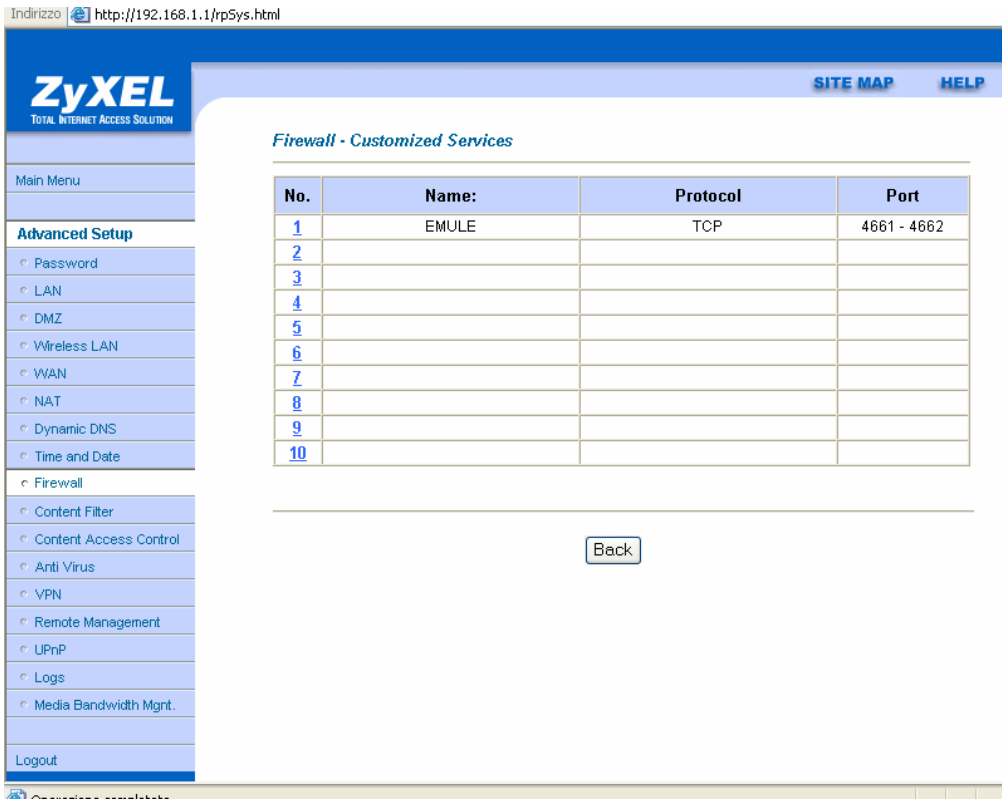 Indirizzo http://192.168.1.1/rpSys.html
ZyXEL
TOTAL INTERNET ACCESS SOLUTION
SITE MAP HELP
Main Menu
Advanced Setup
Password
LAN
DMZ
Wireless LAN
WAN
NAT
Dynamic DNS
Time and Date
Firewall
Content Filter
Content Access Control
Anti Virus
VPN
Remote Management
UPnP
Logs
Media Bandwidth Mgnt.
Logout
Firewall - Customized Services
No. Name: Protocol Port
1 EMULE TCP 4661 - 4662
2
3
4
5
6
7
8
9
10
Back
Operazione completata